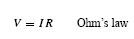 V = IR Ohm's law